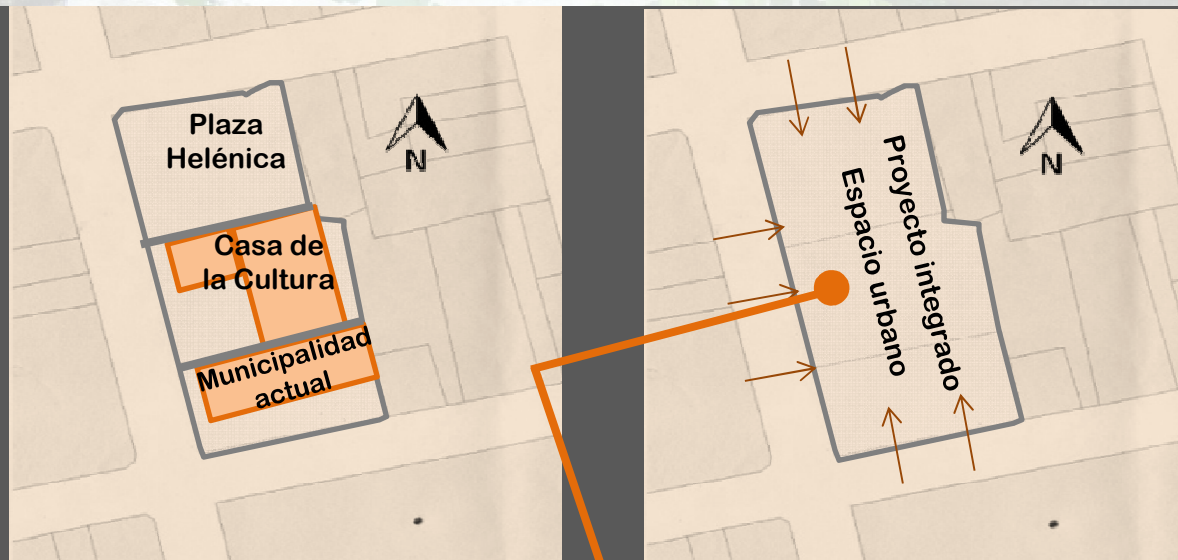 Plaza
Helénica
N
Casa de
la Cultura
Municipalidad
actual
N
Proyecto integrado
Espacio urbano